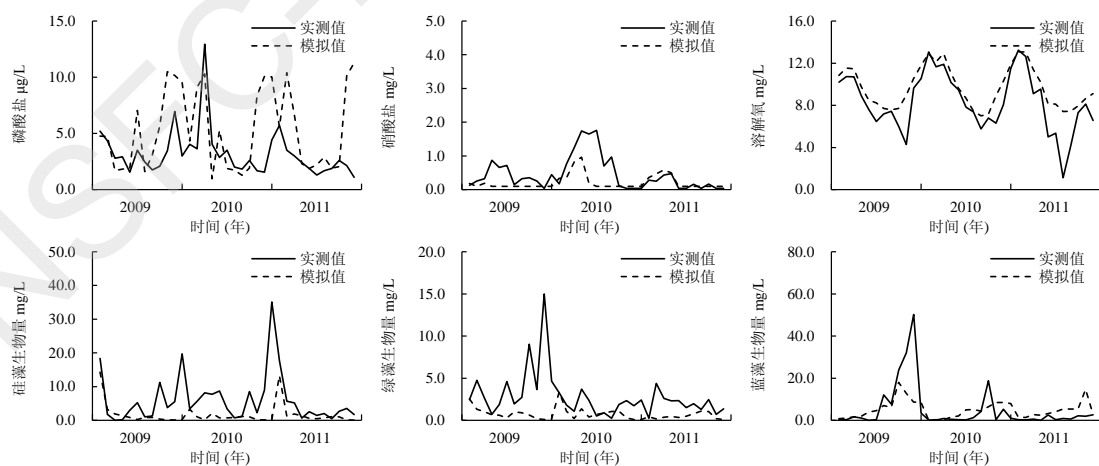 15.0
10.0
5.0
0.0
磷酸盐 μg/L
实测值
模拟值
2009
2010
2011
时间 (年)
5.0
4.0
3.0
2.0
1.0
0.0
硝酸盐 mg/L
实测值
模拟值
2009
2010
2011
时间 (年)
16.0
12.0
8.0
4.0
0.0
溶解氧 mg/L
实测值
模拟值
2009
2010
2011
时间 (年)
50.0
40.0
30.0
20.0
10.0
0.0
硅藻生物量 mg/L
实测值
模拟值
2009
2010
2011
时间 (年)
20.0
15.0
10.0
5.0
0.0
绿藻生物量 mg/L
实测值
模拟值
2009
2010
2011
时间 (年)
80.0
60.0
40.0
20.0
0.0
蓝藻生物量 mg/L
实测值
模拟值
2009
2010
2011
时间 (年)
NSFC